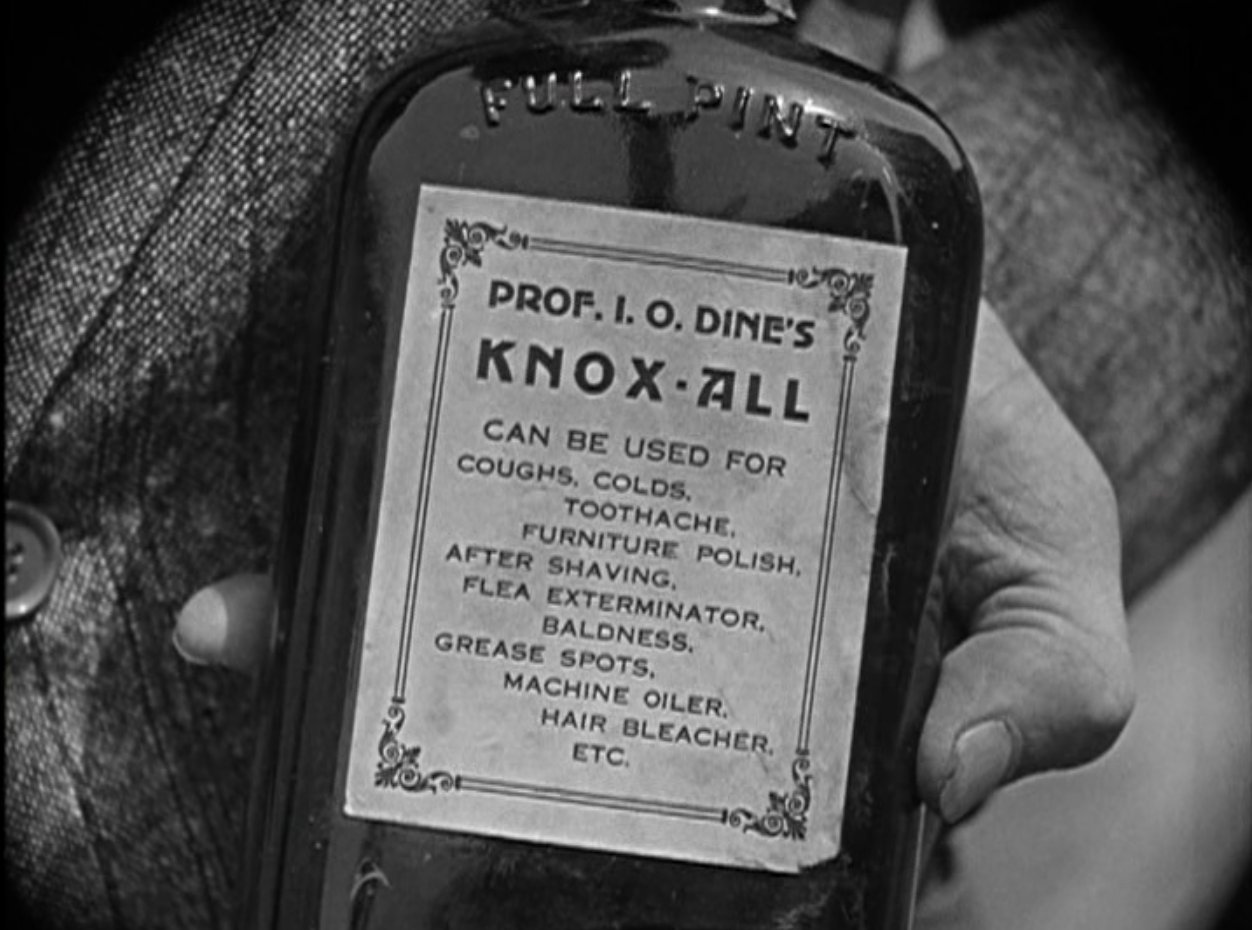 FULL PINT
PROF. I. O. DINE'S
KNOX-ALL
CAN BE USED FOR
COUGHS, COLDS,
TOOTHACHE,
FURNITURE POLISH,
AFTER SHAVING,
FLEA EXTERMINATOR,
BALDNESS,
GREASE SPOTS,
MACHINE OILER,
HAIR BLEACHER,
ETC.